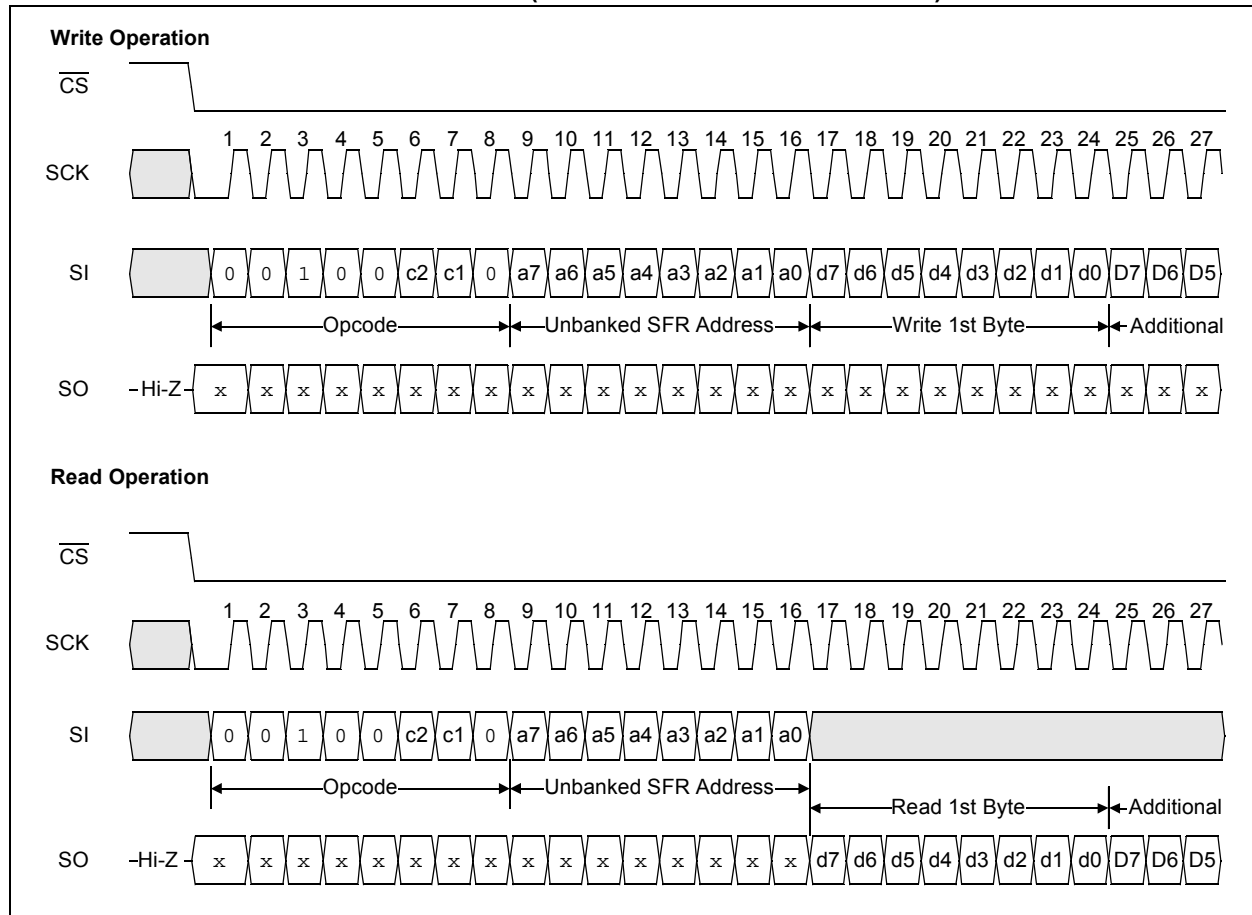 Write Operation
CS
1 2 3 4 5 6 7 8 9 10 11 12 13 14 15 16 17 18 19 20 21 22 23 24 25 26 27
SCK
SI 0 0 1 0 0 c2 c1 0 a7 a6 a5 a4 a3 a2 a1 a0 d7 d6 d5 d4 d3 d2 d1 d0 D7 D6 D5
Opcode Unbanked SFR Address Write 1st Byte Additional
SO Hi-Z x x x x x x x x x x x x x x x x x x x x x x x x x x x
Read Operation
CS
1 2 3 4 5 6 7 8 9 10 11 12 13 14 15 16 17 18 19 20 21 22 23 24 25 26 27
SCK
SI 0 0 1 0 0 c2 c1 0 a7 a6 a5 a4 a3 a2 a1 a0
Opcode Unbanked SFR Address
Read 1st Byte Additional
SO Hi-Z x x x x x x x x x x x x x x x x d7 d6 d5 d4 d3 d2 d1 d0 D7 D6 D5